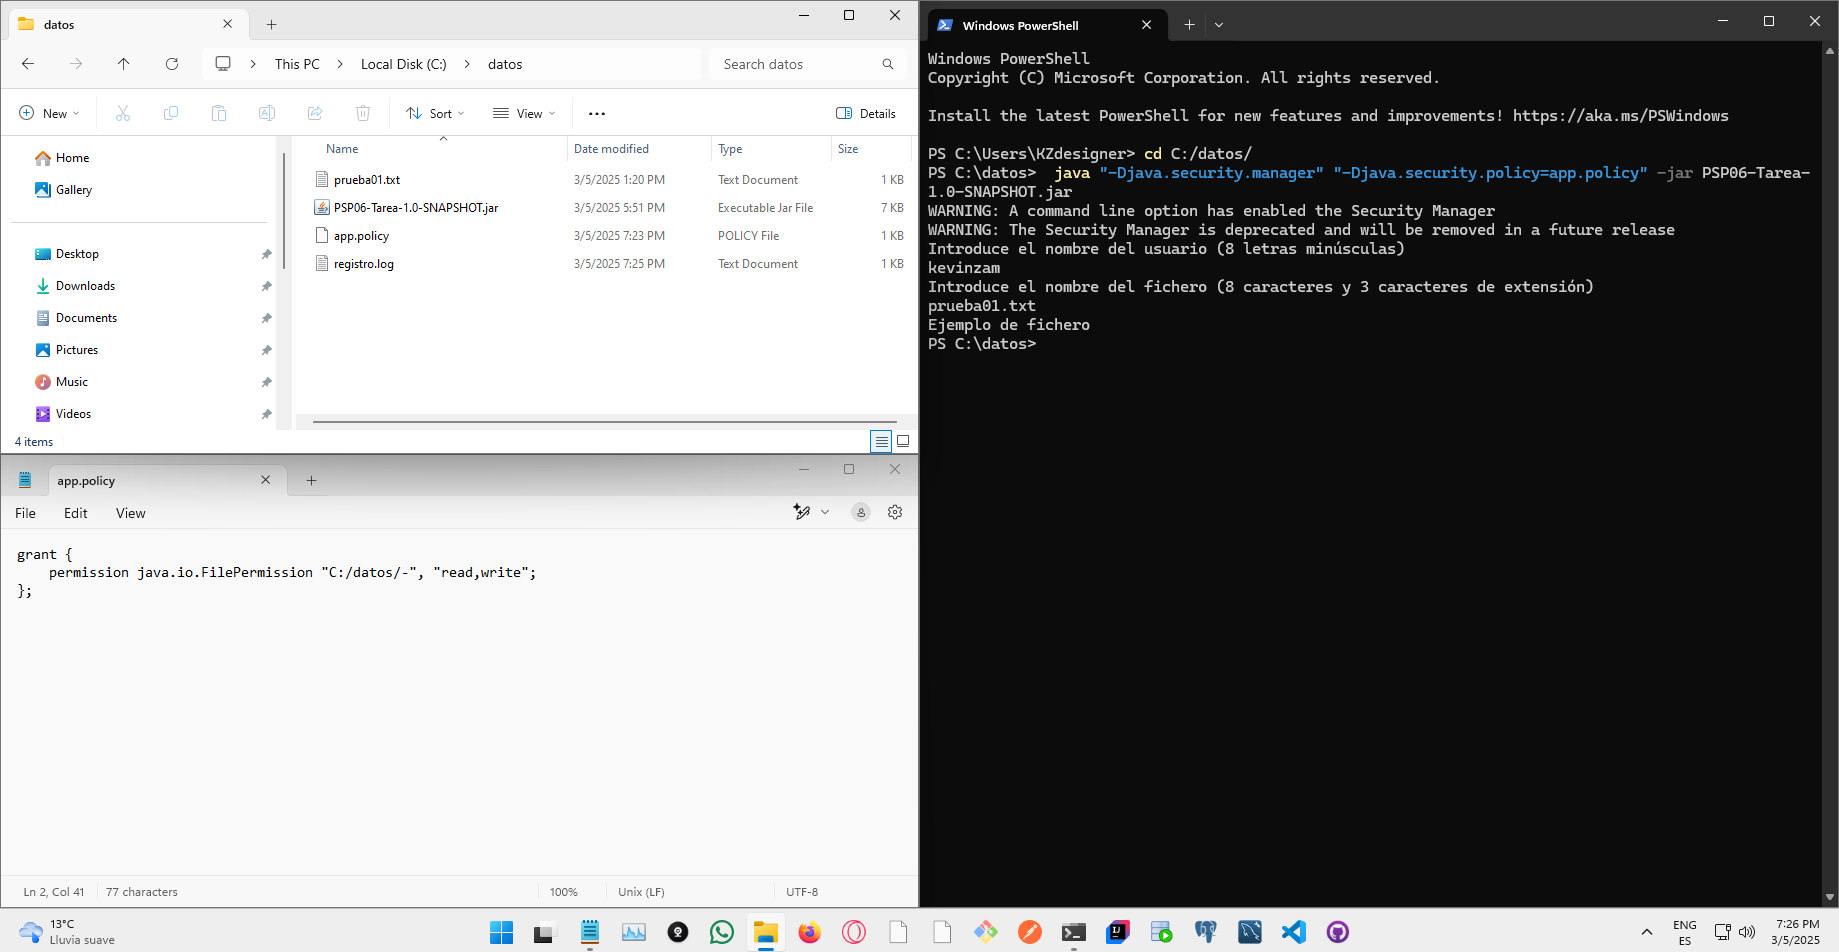 datos
This PC
Local Disk (C:)
datos
Search datos
New
Sort
View
Details
Home
Gallery
Desktop
Downloads
Documents
Pictures
Music
Videos
Name Date modified Type Size
prueba01.txt 3/5/2025 1:20 PM Text Document 1 KB
PSP06-Tarea-1.0-SNAPSHOT.jar 3/5/2025 5:51 PM Executable Jar File 7 KB
app.policy 3/5/2025 7:23 PM POLICY File 1 KB
registro.log 3/5/2025 7:25 PM Text Document 1 KB
4 items
app.policy
File Edit View
grant {
    permission java.io.FilePermission "C:/datos/-", "read,write";
};
Ln 2, Col 41 77 characters 100% Unix (LF) UTF-8
Windows PowerShell
Windows PowerShell
Copyright (C) Microsoft Corporation. All rights reserved.
Install the latest PowerShell for new features and improvements! https://aka.ms/PSWindows
PS C:\Users\KZdesigner> cd C:/datos/
PS C:\datos>  java "-Djava.security.manager" "-Djava.security.policy=app.policy" -jar PSP06-Tarea-
1.0-SNAPSHOT.jar
WARNING: A command line option has enabled the Security Manager
WARNING: The Security Manager is deprecated and will be removed in a future release
Introduce el nombre del usuario (8 letras minúsculas)
kevinzam
Introduce el nombre del fichero (8 caracteres y 3 caracteres de extensión)
prueba01.txt
Ejemplo de fichero
PS C:\datos>
13°C
Lluvia suave
ENG
ES
7:26 PM
3/5/2025